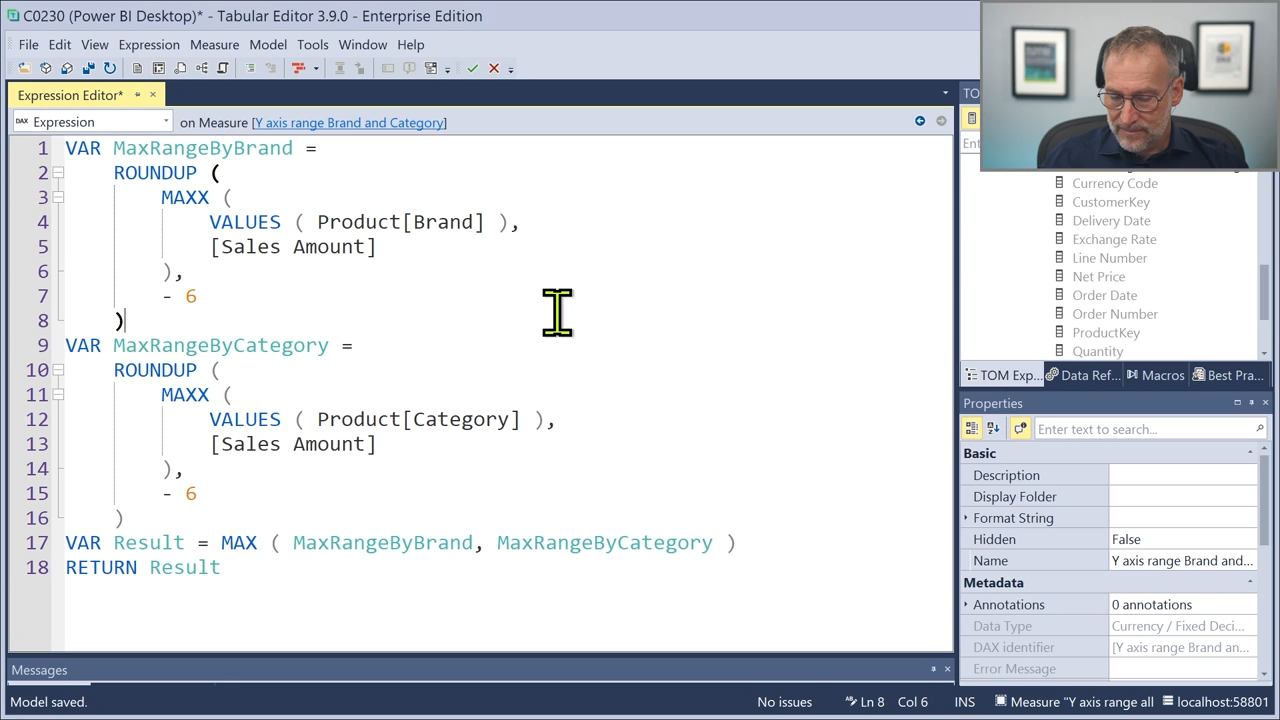 C0230 (Power BI Desktop)* - Tabular Editor 3.9.0 - Enterprise Edition
File Edit View Expression Measure Model Tools Window Help
Expression Editor*
DAX Expression on Measure [Y axis range Brand and Category]
1 VAR MaxRangeByBrand =
2 ROUNDUP (
3 MAXX (
4 VALUES ( Product[Brand] ),
5 [Sales Amount]
6 ),
7 - 6
8 )
9 VAR MaxRangeByCategory =
10 ROUNDUP (
11 MAXX (
12 VALUES ( Product[Category] ),
13 [Sales Amount]
14 ),
15 - 6
16 )
17 VAR Result = MAX ( MaxRangeByBrand, MaxRangeByCategory )
18 RETURN Result
Messages
Model saved.
No issues Ln 8 Col 6 INS Measure "Y axis range all localhost:58801
TO
Ent
Currency Code
CustomerKey
Delivery Date
Exchange Rate
Line Number
Net Price
Order Date
Order Number
ProductKey
Quantity
TOM Exp... Data Ref... Macros Best Pra...
Properties
Enter text to search...
Basic
Description
Display Folder
Format String
Hidden False
Name Y axis range Brand and...
Metadata
Annotations 0 annotations
Data Type Currency / Fixed Deci...
DAX identifier [Y axis range Brand an...
Error Message